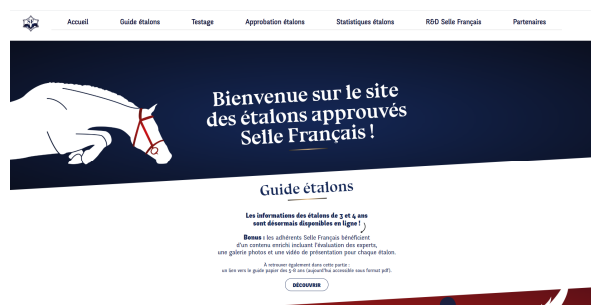 Accueil
Guide étalons
Testage
Approbation étalons
Statistiques étalons
R&D Selle Français
Partenaires
Bienvenue sur le site
des étalons approuvés
Selle Français !
Guide étalons
Les informations des étalons de 3 et 4 ans
sont désormais disponibles en ligne !
Bonus : les adhérents Selle Français bénéficient
d'un contenu enrichi incluant l'évaluation des experts,
une galerie photos et une vidéo de présentation pour chaque étalon.
A retrouver également dans cette partie :
un lien vers le guide papier des 5-8 ans (aujourd'hui accessible sous format pdf).
DÉCOUVRIR